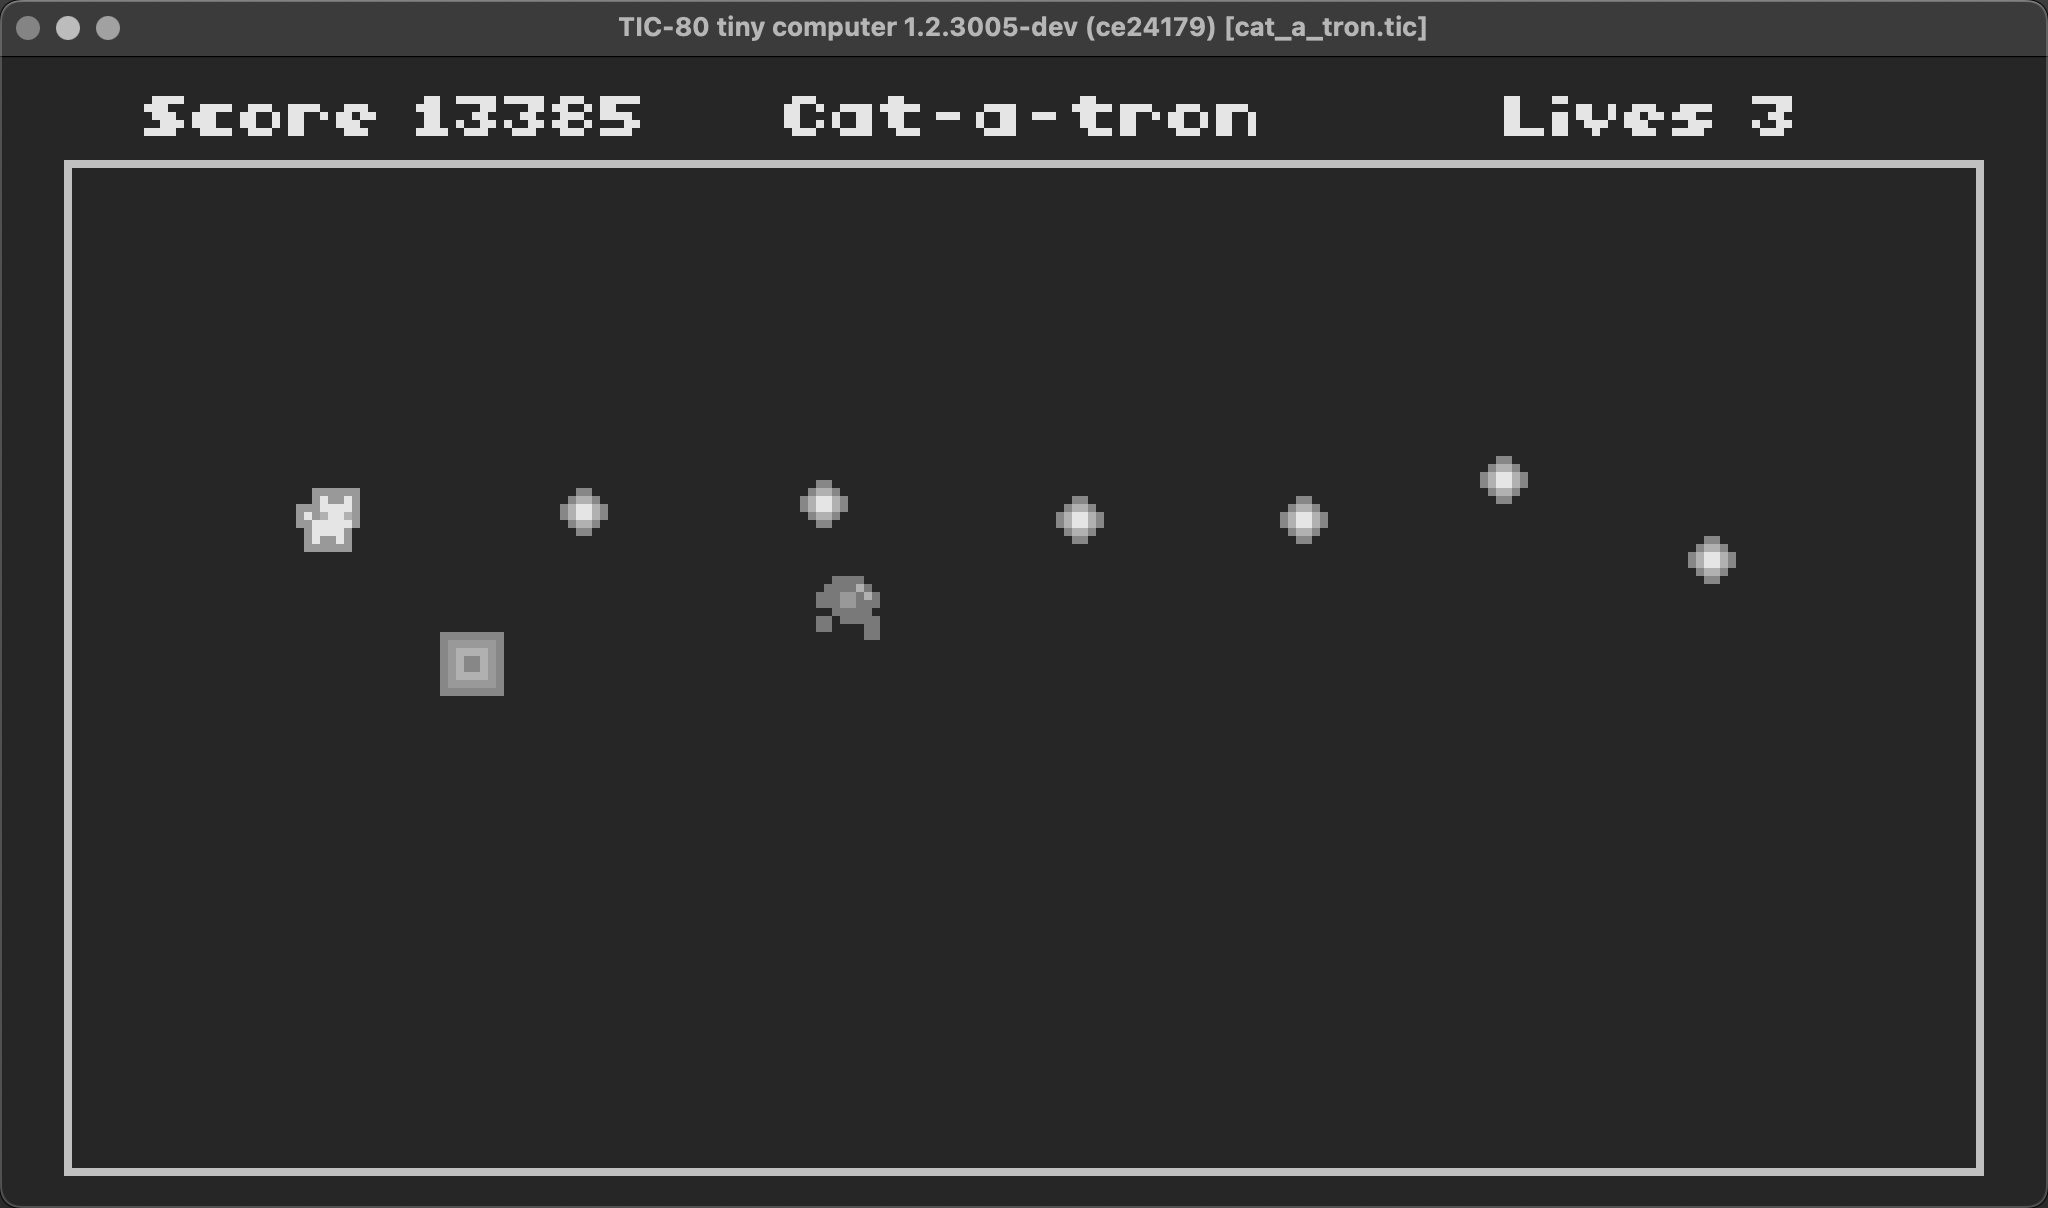 TIC-80 tiny computer 1.2.3005-dev (ce24179) [cat_a_tron.tic]
Score 13385 Cat-a-tron Lives 3